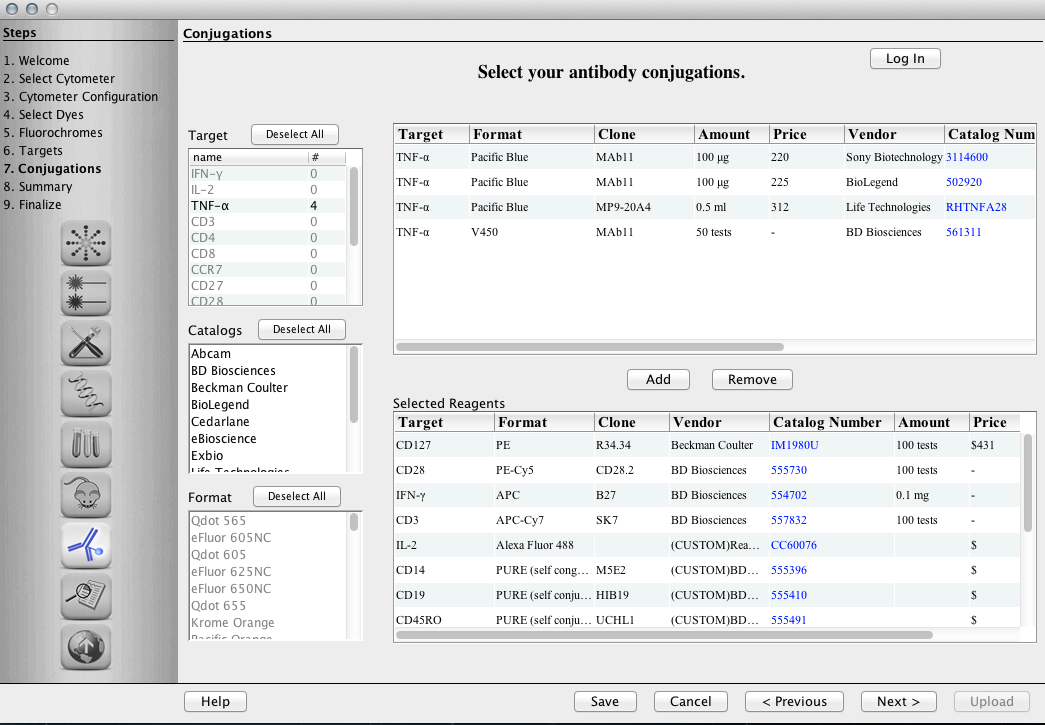 Steps
1. Welcome
2. Select Cytometer
3. Cytometer Configuration
4. Select Dyes
5. Fluorochromes
6. Targets
7. Conjugations
8. Summary
9. Finalize
Conjugations
Select your antibody conjugations.
Log In
Target Deselect All
name #
IFN-γ 0
IL-2 0
TNF-α 4
CD3 0
CD4 0
CD8 0
CCR7 0
CD27 0
CD28 0
Catalogs Deselect All
Abcam
BD Biosciences
Beckman Coulter
BioLegend
Cedarlane
eBioscience
Exbio
Life Technologies
Format Deselect All
Qdot 565
eFluor 605NC
Qdot 605
eFluor 625NC
eFluor 650NC
Qdot 655
Krome Orange
Pacific Orange
Target Format Clone Amount Price Vendor Catalog Num
TNF-α Pacific Blue MAb11 100 µg 220 Sony Biotechnology 3114600
TNF-α Pacific Blue MAb11 100 µg 225 BioLegend 502920
TNF-α Pacific Blue MP9-20A4 0.5 ml 312 Life Technologies RHTNFA28
TNF-α V450 MAb11 50 tests - BD Biosciences 561311
Add Remove
Selected Reagents
Target Format Clone Vendor Catalog Number Amount Price
CD127 PE R34.34 Beckman Coulter IM1980U 100 tests $431
CD28 PE-Cy5 CD28.2 BD Biosciences 555730 100 tests -
IFN-γ APC B27 BD Biosciences 554702 0.1 mg -
CD3 APC-Cy7 SK7 BD Biosciences 557832 100 tests -
IL-2 Alexa Fluor 488 (CUSTOM)Rea... CC60076 $
CD14 PURE (self cong... M5E2 (CUSTOM)BD... 555396 $
CD19 PURE (self conju... HIB19 (CUSTOM)BD... 555410 $
CD45RO PURE (self conju... UCHL1 (CUSTOM)BD... 555491 $
Help Save Cancel < Previous Next > Upload